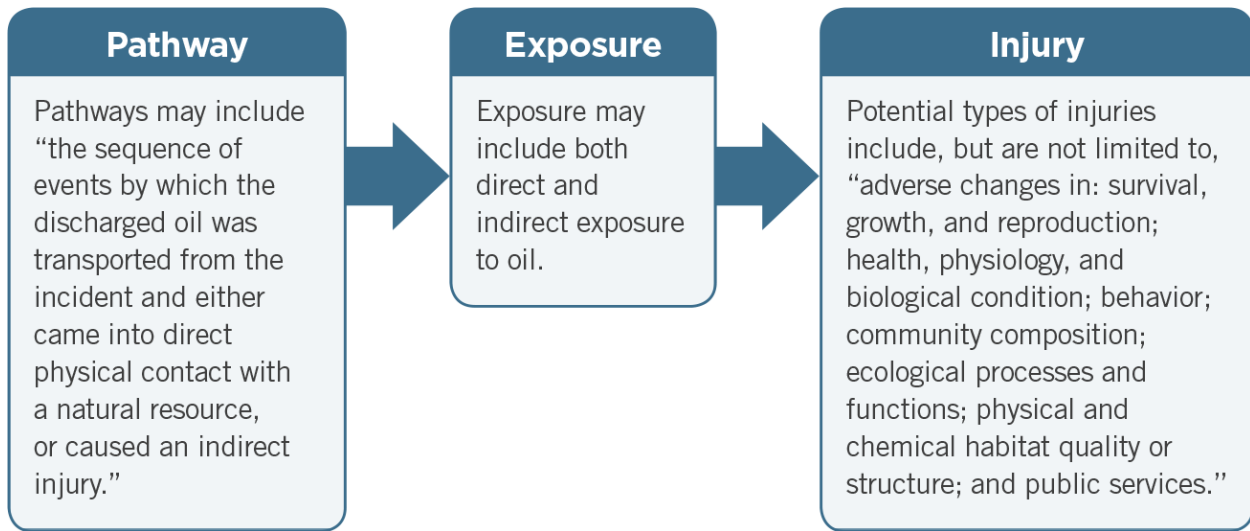 Pathway
Pathways may include
“the sequence of
events by which the
discharged oil was
transported from the
incident and either
came into direct
physical contact with
a natural resource,
or caused an indirect
injury.”
Exposure
Exposure may
include both
direct and
indirect exposure
to oil.
Injury
Potential types of injuries
include, but are not limited to,
“adverse changes in: survival,
growth, and reproduction;
health, physiology, and
biological condition; behavior;
community composition;
ecological processes and
functions; physical and
chemical habitat quality or
structure; and public services.”